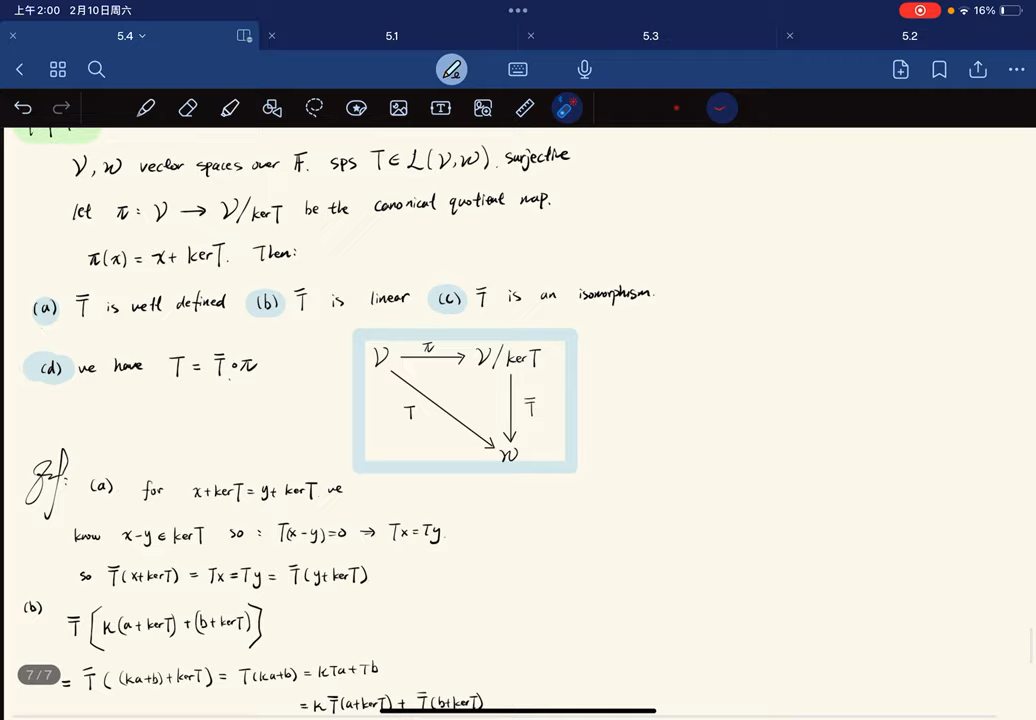 上午2:00 2月10日周六
16%
5.4
5.1
5.3
5.2
V, W vector spaces over F. sps T ∈ L(V,W). surjective
let π : V → V/kerT be the canonical quotient map.
π(x) = x + kerT. Then:
(a) T̄ is well defined (b) T̄ is linear (c) T̄ is an isomorphism.
(d) we have T = T̄ ∘ π
V π V/kerT
T T̄
W
pf: (a) for x+kerT = y+kerT we
know x-y ∈ kerT so : T(x-y)=0 ⇒ Tx=Ty.
so T̄(x+kerT) = Tx = Ty = T̄(y+kerT)
(b)
T̄ [k(a+kerT) + (b+kerT)]
= T̄((ka+b)+kerT) = T(ka+b) = kTa+Tb
= kT̄(a+kerT) + T̄(b+kerT)
7/7